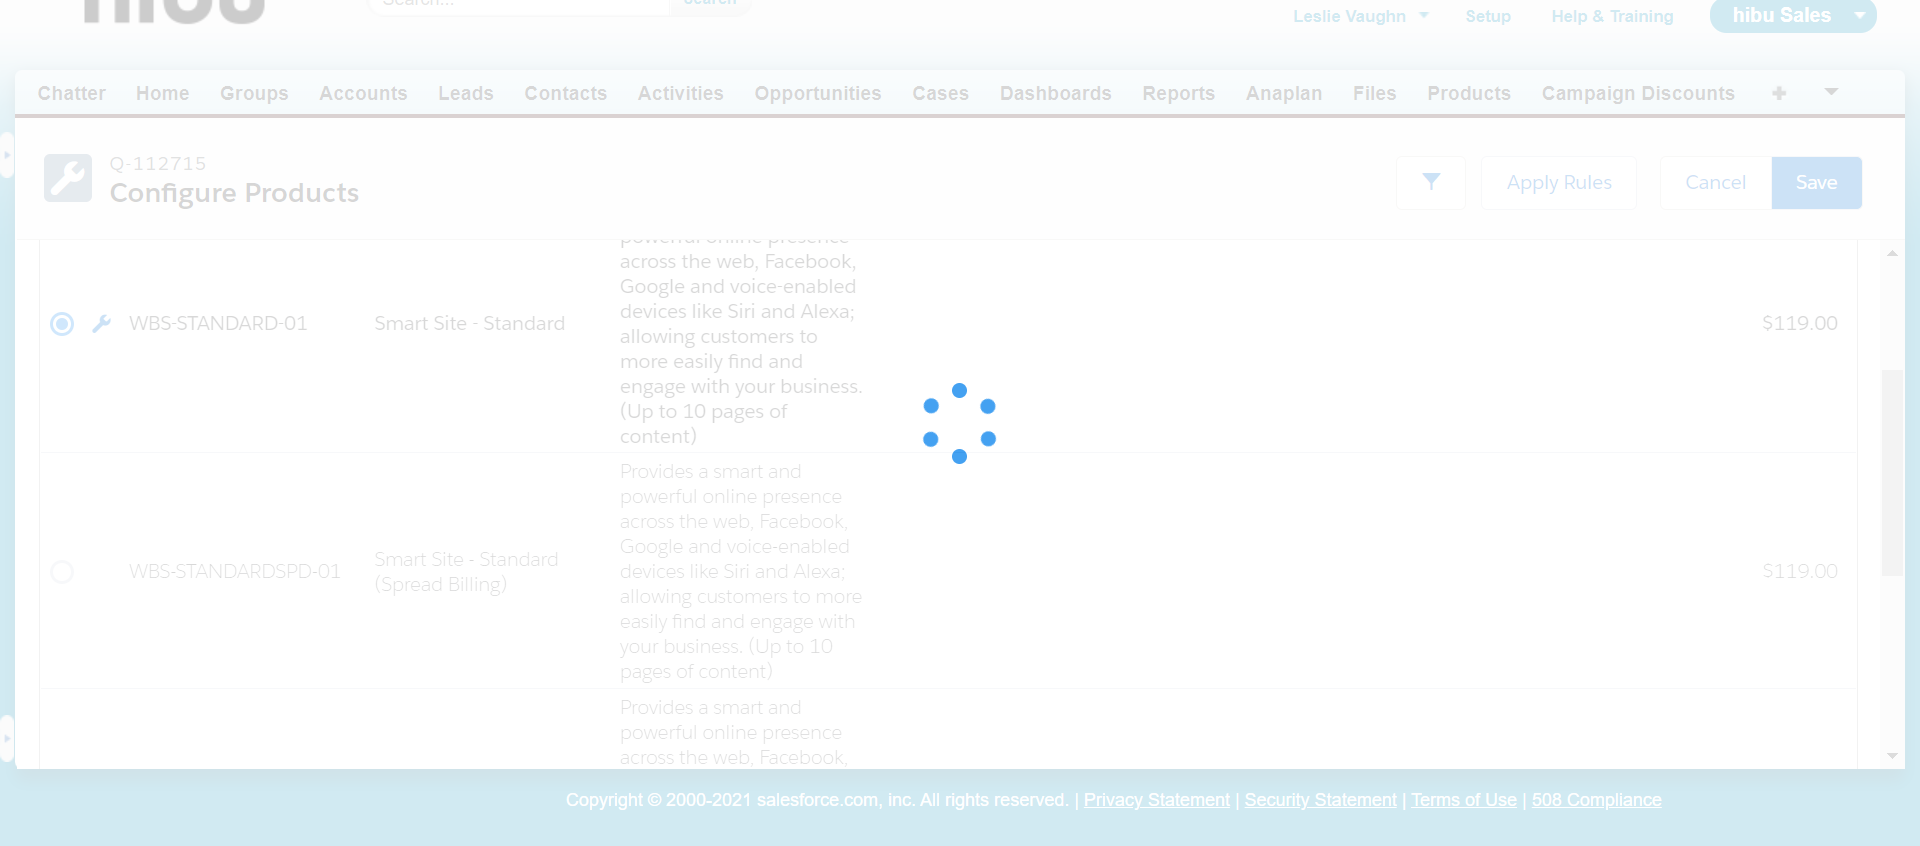 hibu
Search...
Search
Leslie Vaughn
Setup
Help & Training
hibu Sales
Chatter Home Groups Accounts Leads Contacts Activities Opportunities Cases Dashboards Reports Anaplan Files Products Campaign Discounts
Q-112715
Configure Products
Apply Rules
Cancel
Save
powerful online presence
across the web, Facebook,
Google and voice-enabled
devices like Siri and Alexa;
allowing customers to
more easily find and
engage with your business.
(Up to 10 pages of
content)
WBS-STANDARD-01
Smart Site - Standard
$119.00
Provides a smart and
powerful online presence
across the web, Facebook,
Google and voice-enabled
devices like Siri and Alexa;
allowing customers to more
easily find and engage with
your business. (Up to 10
pages of content)
WBS-STANDARDSPD-01
Smart Site - Standard
(Spread Billing)
$119.00
Provides a smart and
powerful online presence
across the web, Facebook,
Copyright © 2000-2021 salesforce.com, inc. All rights reserved. | Privacy Statement | Security Statement | Terms of Use | 508 Compliance